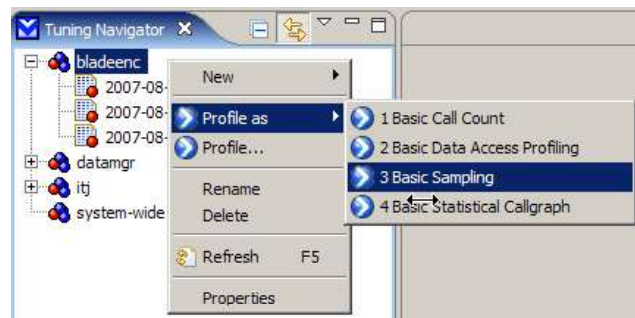 Tuning Navigator
bladeenc
2007-08-
2007-08-
2007-08-
datamgr
itj
system-wide
New
Profile as
Profile...
Rename
Delete
Refresh F5
Properties
1 Basic Call Count
2 Basic Data Access Profiling
3 Basic Sampling
4 Basic Statistical Callgraph